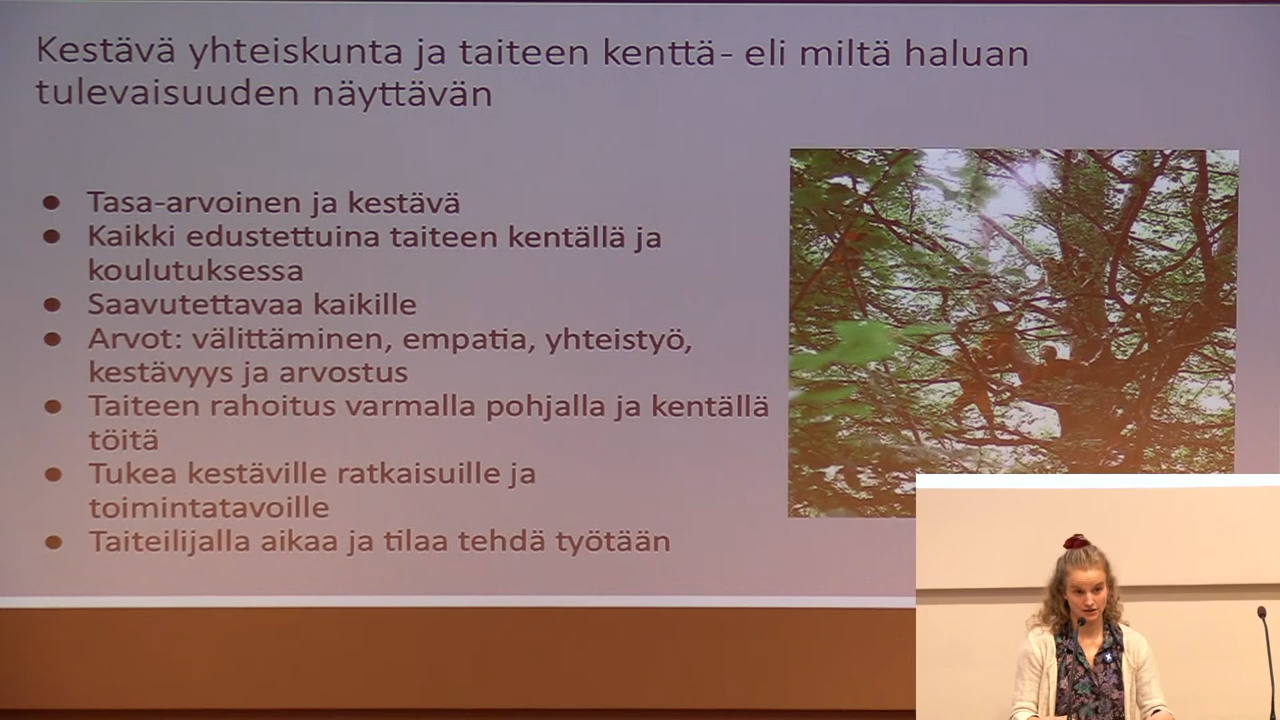 Kestävä yhteiskunta ja taiteen kenttä- eli miltä haluan
tulevaisuuden näyttävän
● Tasa-arvoinen ja kestävä
● Kaikki edustettuina taiteen kentällä ja
koulutuksessa
● Saavutettavaa kaikille
● Arvot: välittäminen, empatia, yhteistyö,
kestävyys ja arvostus
● Taiteen rahoitus varmalla pohjalla ja kentällä
töitä
● Tukea kestäville ratkaisuille ja
toimintatavoille
● Taiteilijalla aikaa ja tilaa tehdä työtään